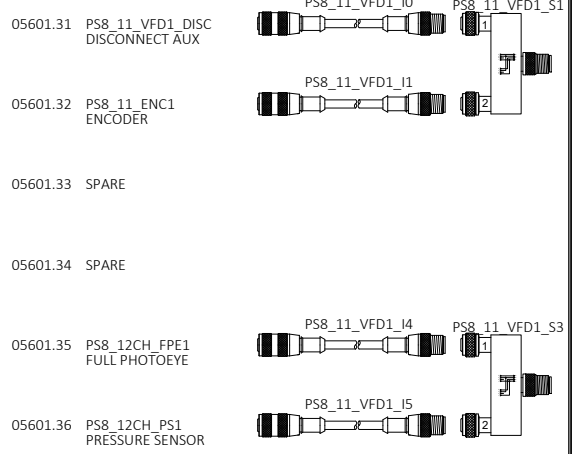 PS8_11_VFD1_I0 PS8_11_VFD1_S1
05601.31 PS8_11_VFD1_DISC
DISCONNECT AUX
1
PS8_11_VFD1_I1
05601.32 PS8_11_ENC1
ENCODER
2
05601.33 SPARE
05601.34 SPARE
PS8_11_VFD1_I4 PS8_11_VFD1_S3
05601.35 PS8_12CH_FPE1
FULL PHOTOEYE
1
PS8_11_VFD1_I5
05601.36 PS8_12CH_PS1
PRESSURE SENSOR
2